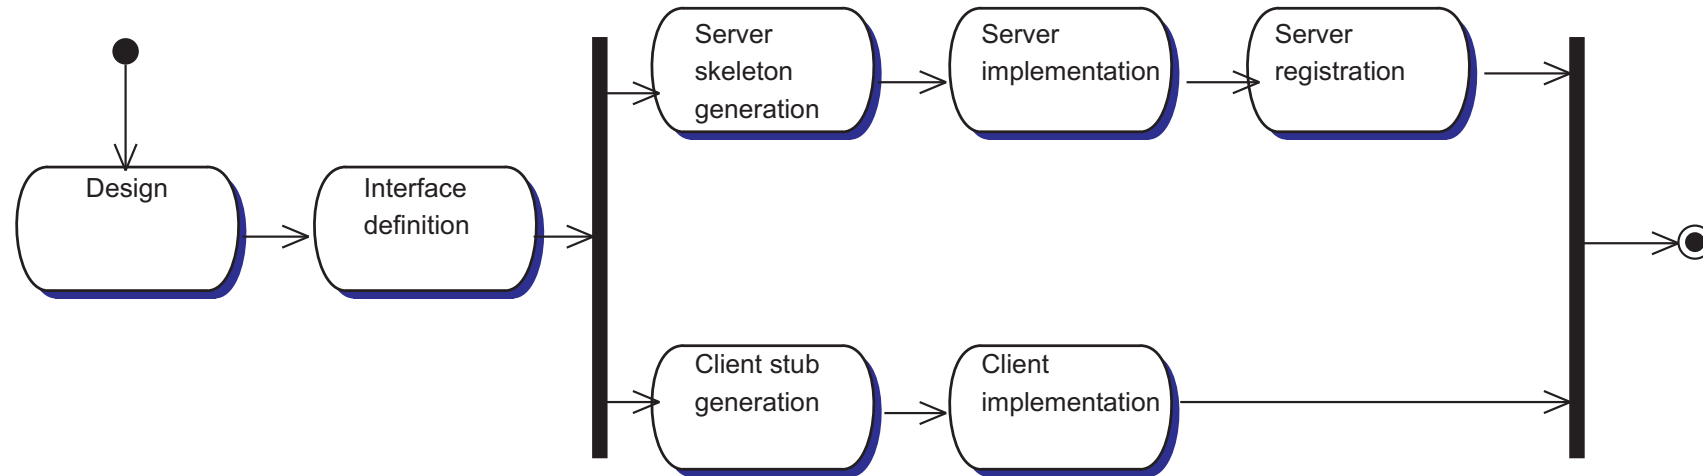 Design
Interface
definition
Server
skeleton
generation
Server
implementation
Server
registration
Client stub
generation
Client
implementation